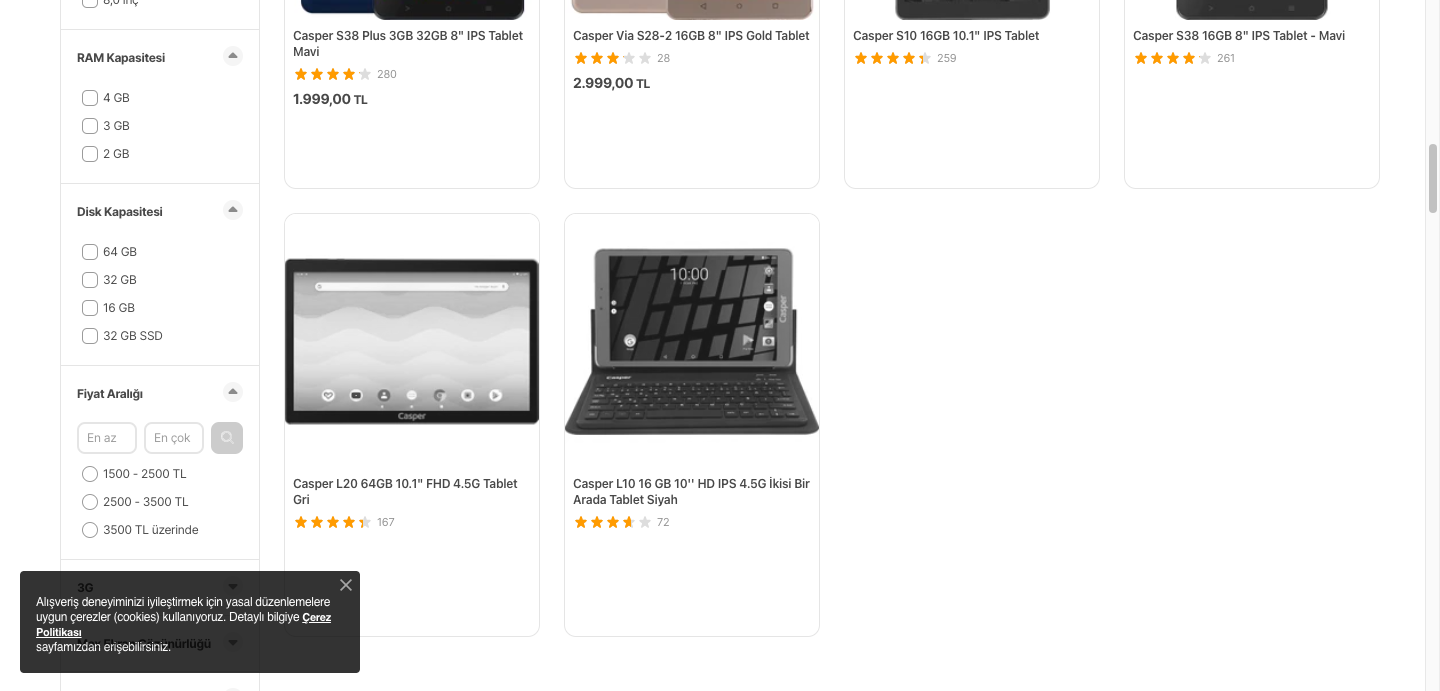 8,0 inç
RAM Kapasitesi
4 GB
3 GB
2 GB
Disk Kapasitesi
64 GB
32 GB
16 GB
32 GB SSD
Fiyat Aralığı
En az
En çok
1500 - 2500 TL
2500 - 3500 TL
3500 TL üzerinde
3G
Casper S38 Plus 3GB 32GB 8" IPS Tablet
Mavi
280
1.999,00 TL
Casper Via S28-2 16GB 8" IPS Gold Tablet
28
2.999,00 TL
Casper S10 16GB 10.1" IPS Tablet
259
Casper S38 16GB 8" IPS Tablet - Mavi
261
Casper
Casper L20 64GB 10.1" FHD 4.5G Tablet
Gri
167
10:00
Casper
Casper
Casper L10 16 GB 10'' HD IPS 4.5G İkisi Bir
Arada Tablet Siyah
72
Alışveriş deneyiminizi iyileştirmek için yasal düzenlemelere
uygun çerezler (cookies) kullanıyoruz. Detaylı bilgiye Çerez
Politikası
sayfamızdan erişebilirsiniz.